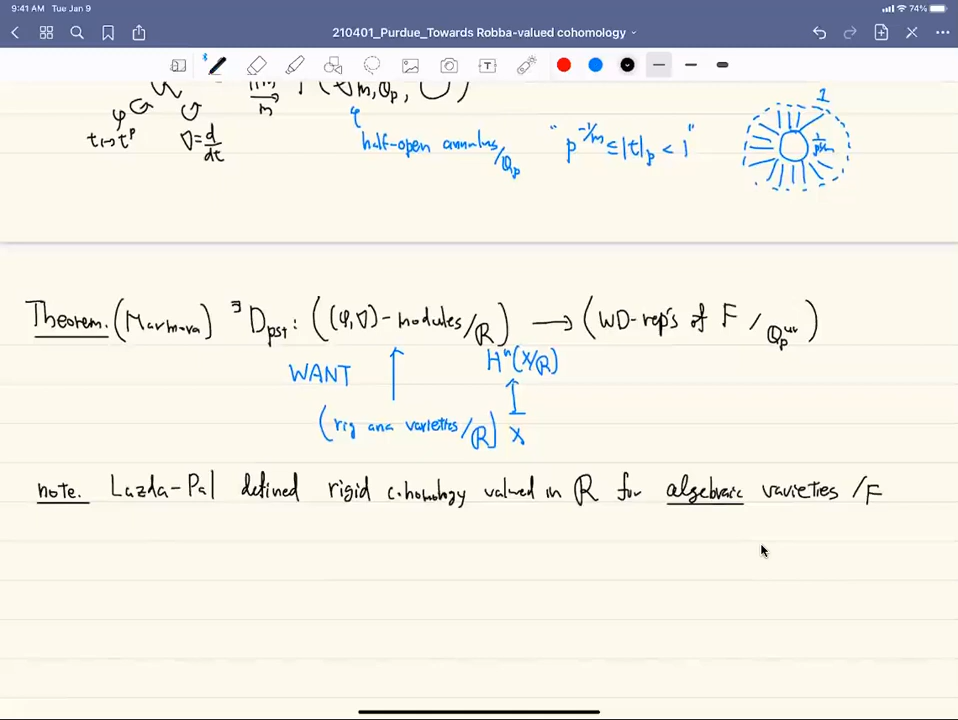 9:41 AM Tue Jan 9 74%
210401_Purdue_Towards Robba-valued cohomology
φ
t↦t^p ∇=d/dt
half-open annulus/Q_p "p^{-1/m} ≤ |t|_p < 1" 1
Theorem. (Marmora) ∃ D_pst : ((φ,∇)-modules/R) → (WD-rep's of F /Q_p^ur)
WANT H^n(X/R)
(rig ana varieties/R) X
note. Lazda-Pal defined rigid cohomology valued in R for algebraic varieties /F